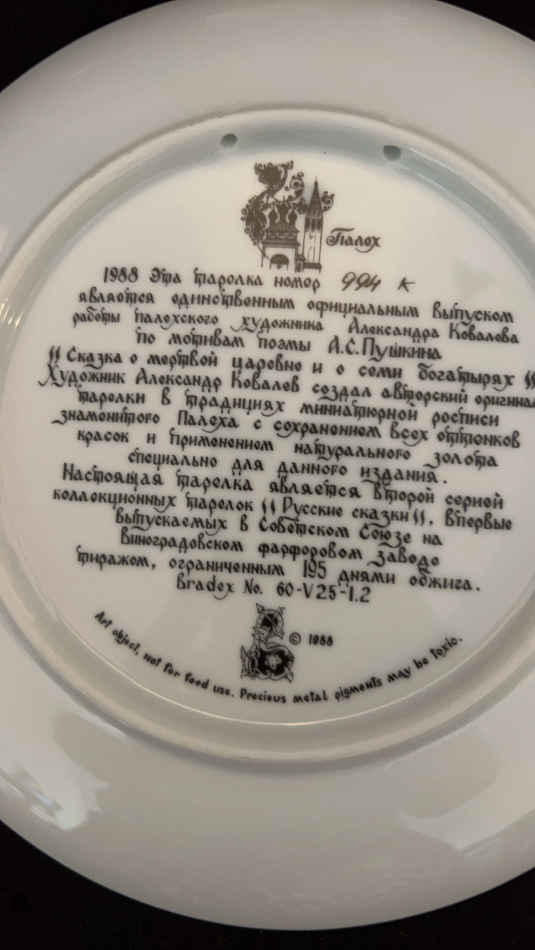 Палех
1988 Эта тарелка номер 994 К
является единственным официальным выпуском
работы палехского художника Александра Ковалева
по мотивам поэмы А.С.Пушкина
"Сказка о мертвой царевне и о семи богатырях"
Художник Александр Ковалев создал авторский оригинал
тарелки в традициях миниатюрной росписи
знаменитого Палеха с сохранением всех оттенков
красок и применением натурального золота
специально для данного издания.
Настоящая тарелка является второй серией
коллекционных тарелок "Русские сказки", впервые
выпускаемых в Советском Союзе на
Виноградовском фарфоровом заводе
тиражом, ограниченным 195 днями обжига.
Bradex No. 60-V25-1.2
© 1988
Art object, not for food use. Precious metal pigments may be toxic.